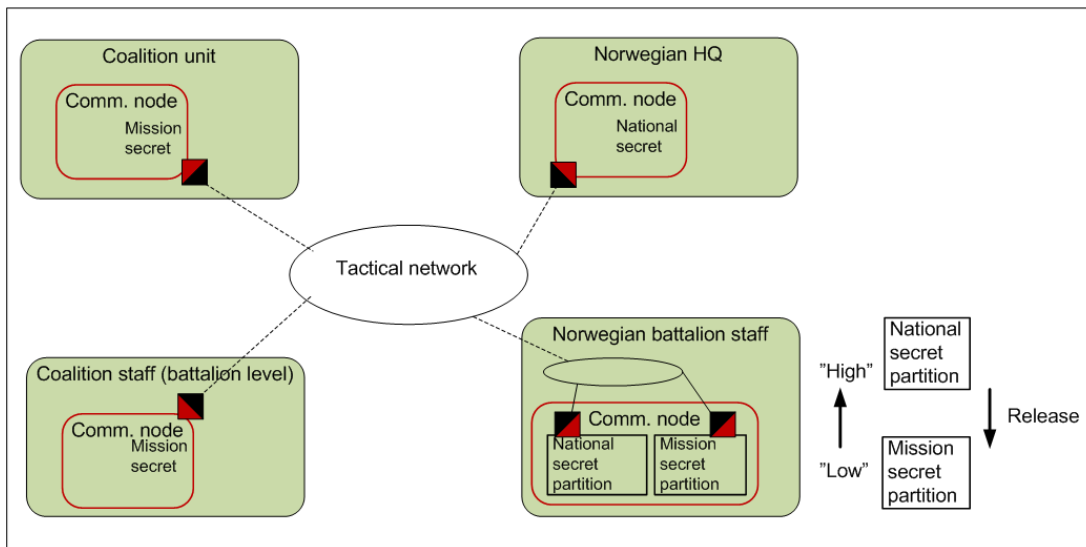 Coalition unit
Comm. node
Mission
secret
Norwegian HQ
Comm. node
National
secret
Tactical network
Coalition staff (battalion level)
Comm. node
Mission
secret
Norwegian battalion staff
Comm. node
National
secret
partition
Mission
secret
partition
”High”
”Low”
National
secret
partition
Release
Mission
secret
partition